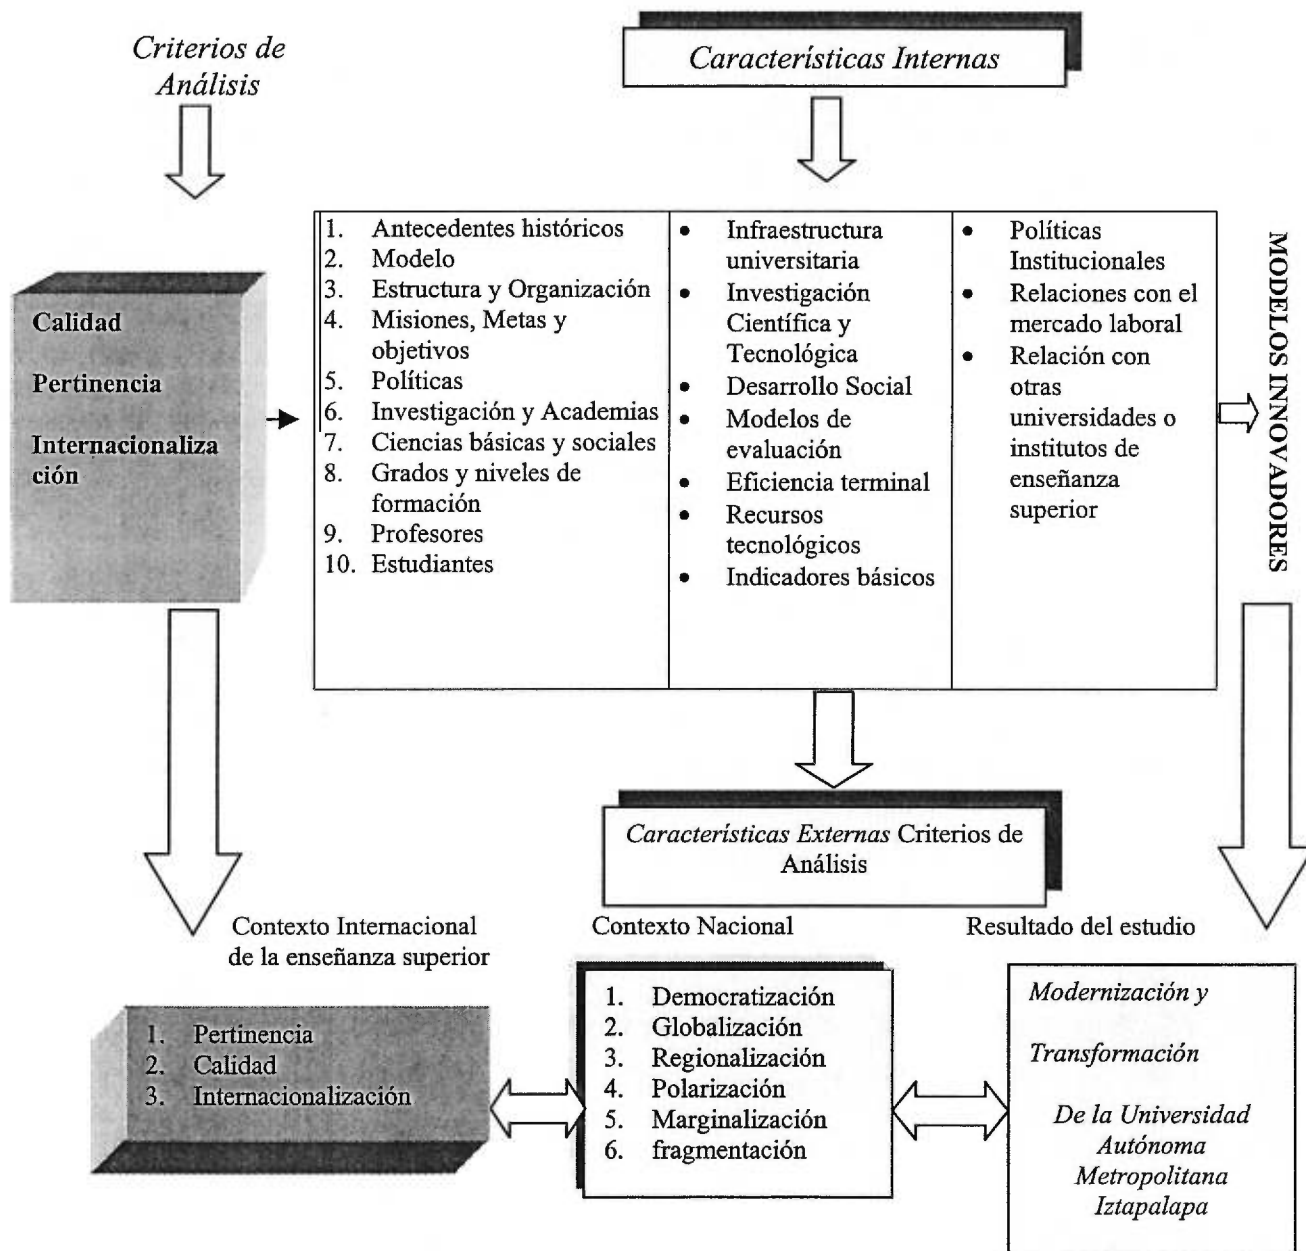 Criterios de
Análisis
Características Internas
Calidad
Pertinencia
Internacionaliza
ción
1. Antecedentes históricos
2. Modelo
3. Estructura y Organización
4. Misiones, Metas y
objetivos
5. Políticas
6. Investigación y Academias
7. Ciencias básicas y sociales
8. Grados y niveles de
formación
9. Profesores
10. Estudiantes
• Infraestructura
universitaria
• Investigación
Científica y
Tecnológica
• Desarrollo Social
• Modelos de
evaluación
• Eficiencia terminal
• Recursos
tecnológicos
• Indicadores básicos
• Políticas
Institucionales
• Relaciones con el
mercado laboral
• Relación con
otras
universidades o
institutos de
enseñanza
superior
MODELOS INNOVADORES
Características Externas Criterios de
Análisis
Contexto Internacional
de la enseñanza superior
1. Pertinencia
2. Calidad
3. Internacionalización
Contexto Nacional
1. Democratización
2. Globalización
3. Regionalización
4. Polarización
5. Marginalización
6. fragmentación
Resultado del estudio
Modernización y
Transformación
De la Universidad
Autónoma
Metropolitana
Iztapalapa